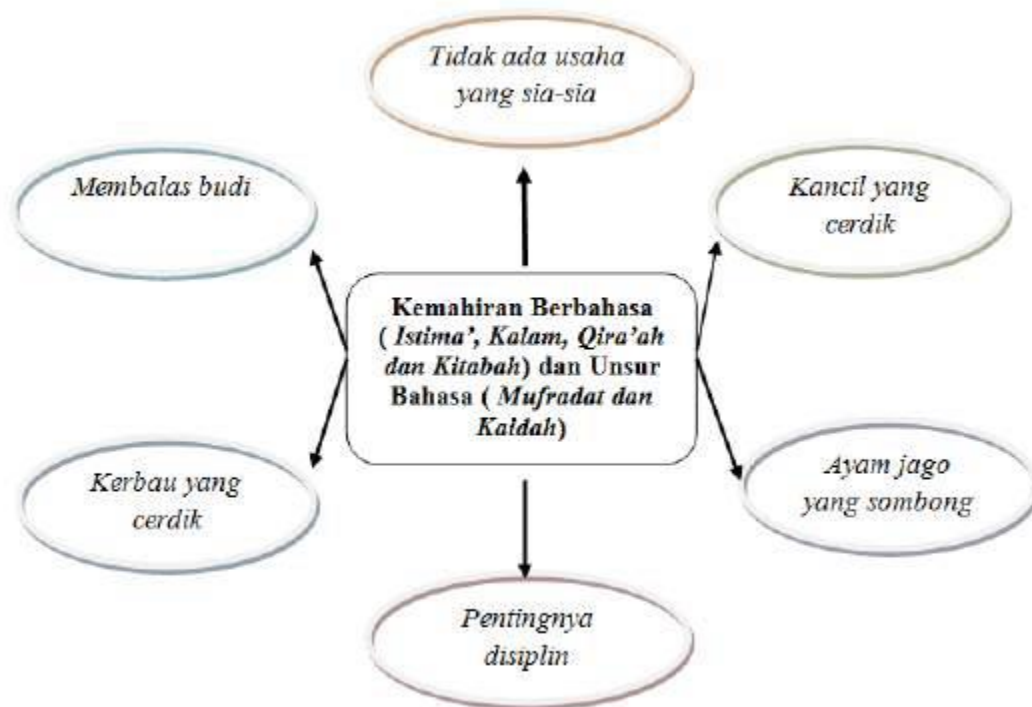 Tidak ada usaha
yang sia-sia
Membalas budi
Kancil yang
cerdik
Kemahiran Berbahasa
( Istima’, Kalam, Qira’ah
dan Kitabah) dan Unsur
Bahasa ( Mufradat dan
Kaidah)
Kerbau yang
cerdik
Ayam jago
yang sombong
Pentingnya
disiplin